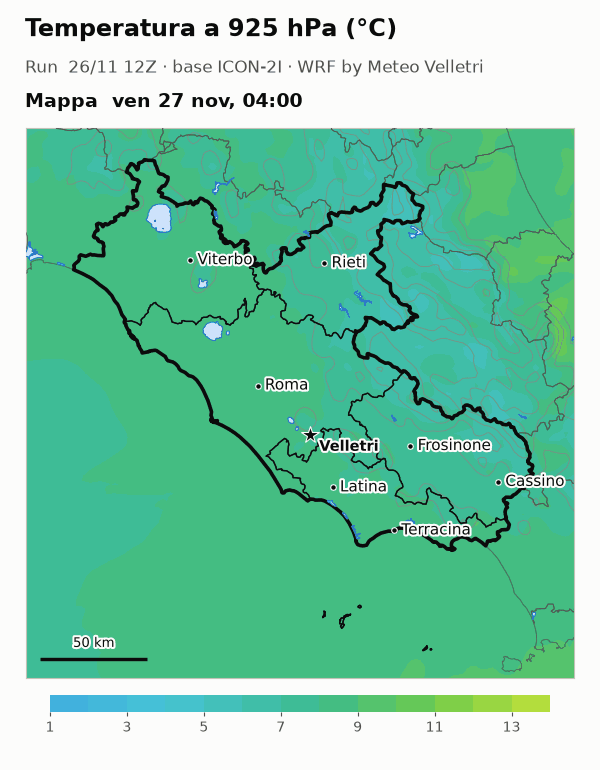 Temperatura a 925 hPa (°C)
Run  26/11 12Z · base ICON-2I · WRF by Meteo Velletri
Mappa  ven 27 nov, 04:00
Viterbo
Rieti
Roma
Velletri
Frosinone
Cassino
Latina
Terracina
50 km
1 3 5 7 9 11 13